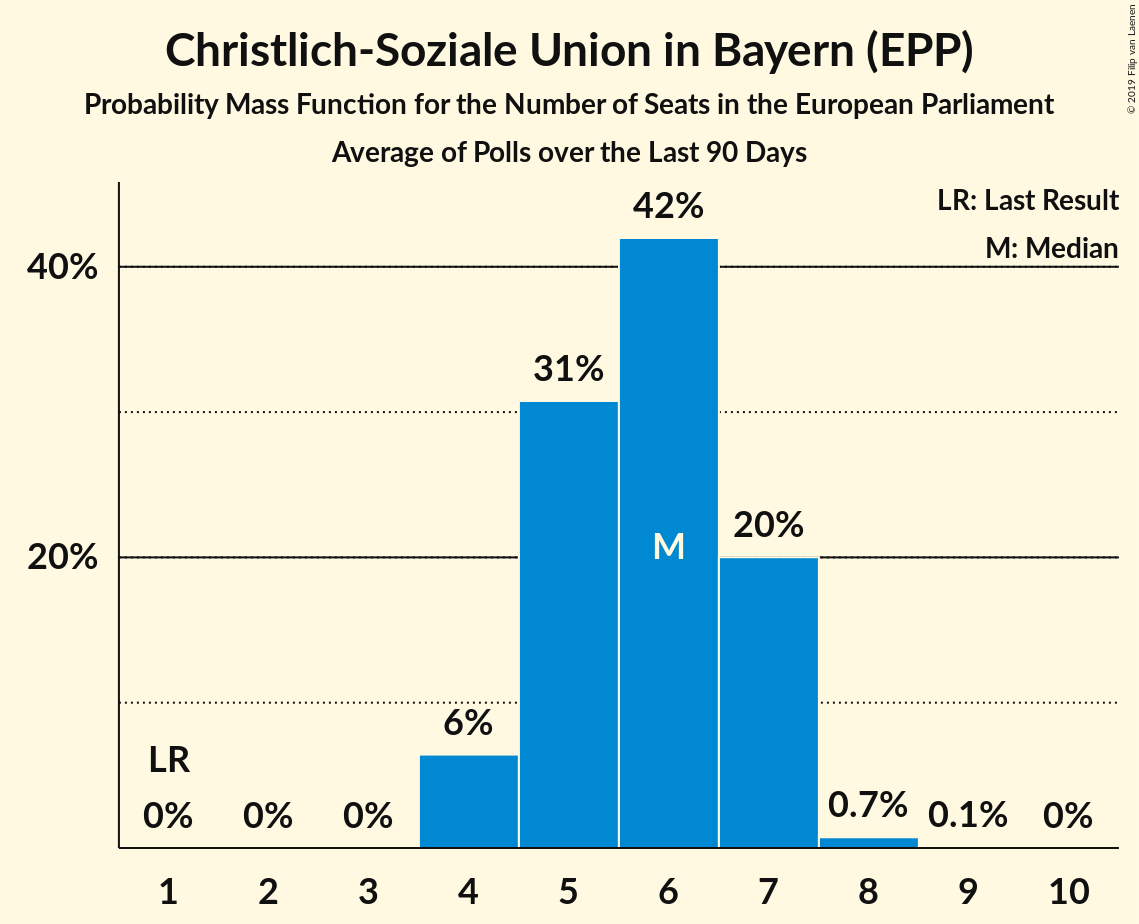 Christlich-Soziale Union in Bayern (EPP)
Probability Mass Function for the Number of Seats in the European Parliament
Average of Polls over the Last 90 Days
© 2019 Filip van Laenen
LR: Last Result
M: Median
42%
40%
31%
20%
M
20%
6%
LR
0% 0% 0% 0.7% 0.1% 0%
1 2 3 4 5 6 7 8 9 10